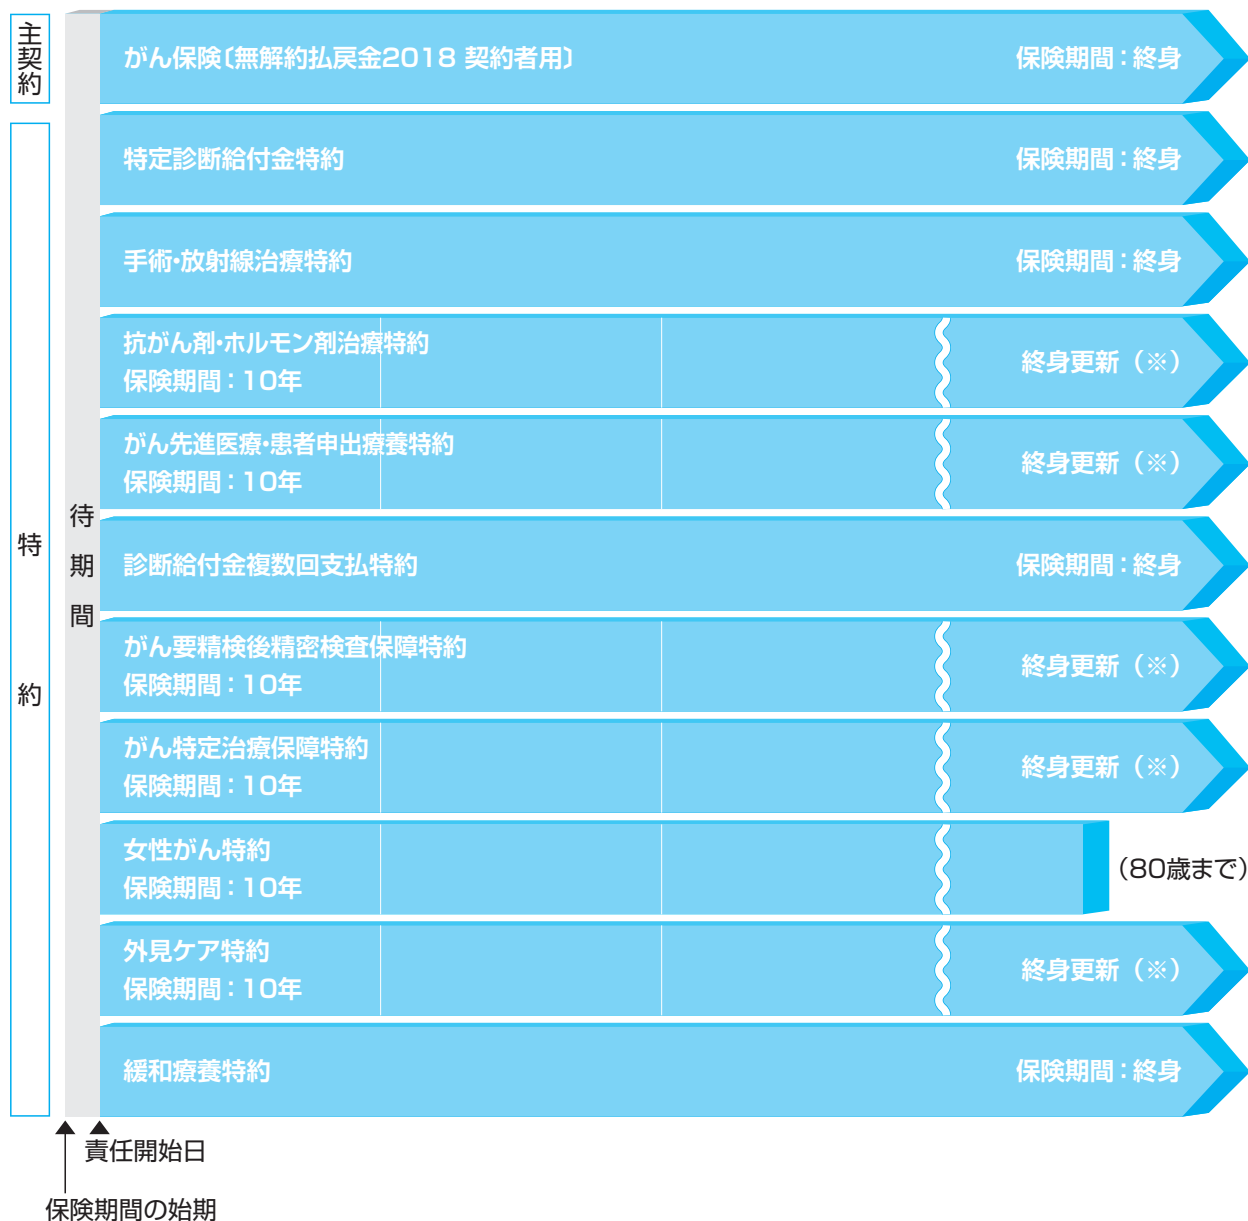 主契約
がん保険〔無解約払戻金2018 契約者用〕
保険期間：終身
特約
待期間
特定診断給付金特約
保険期間：終身
手術・放射線治療特約
保険期間：終身
抗がん剤・ホルモン剤治療特約
保険期間：10年
終身更新（※）
がん先進医療・患者申出療養特約
保険期間：10年
終身更新（※）
診断給付金複数回支払特約
保険期間：終身
がん要精検後精密検査保障特約
保険期間：10年
終身更新（※）
がん特定治療保障特約
保険期間：10年
終身更新（※）
女性がん特約
保険期間：10年
（80歳まで）
外見ケア特約
保険期間：10年
終身更新（※）
緩和療養特約
保険期間：終身
責任開始日
保険期間の始期